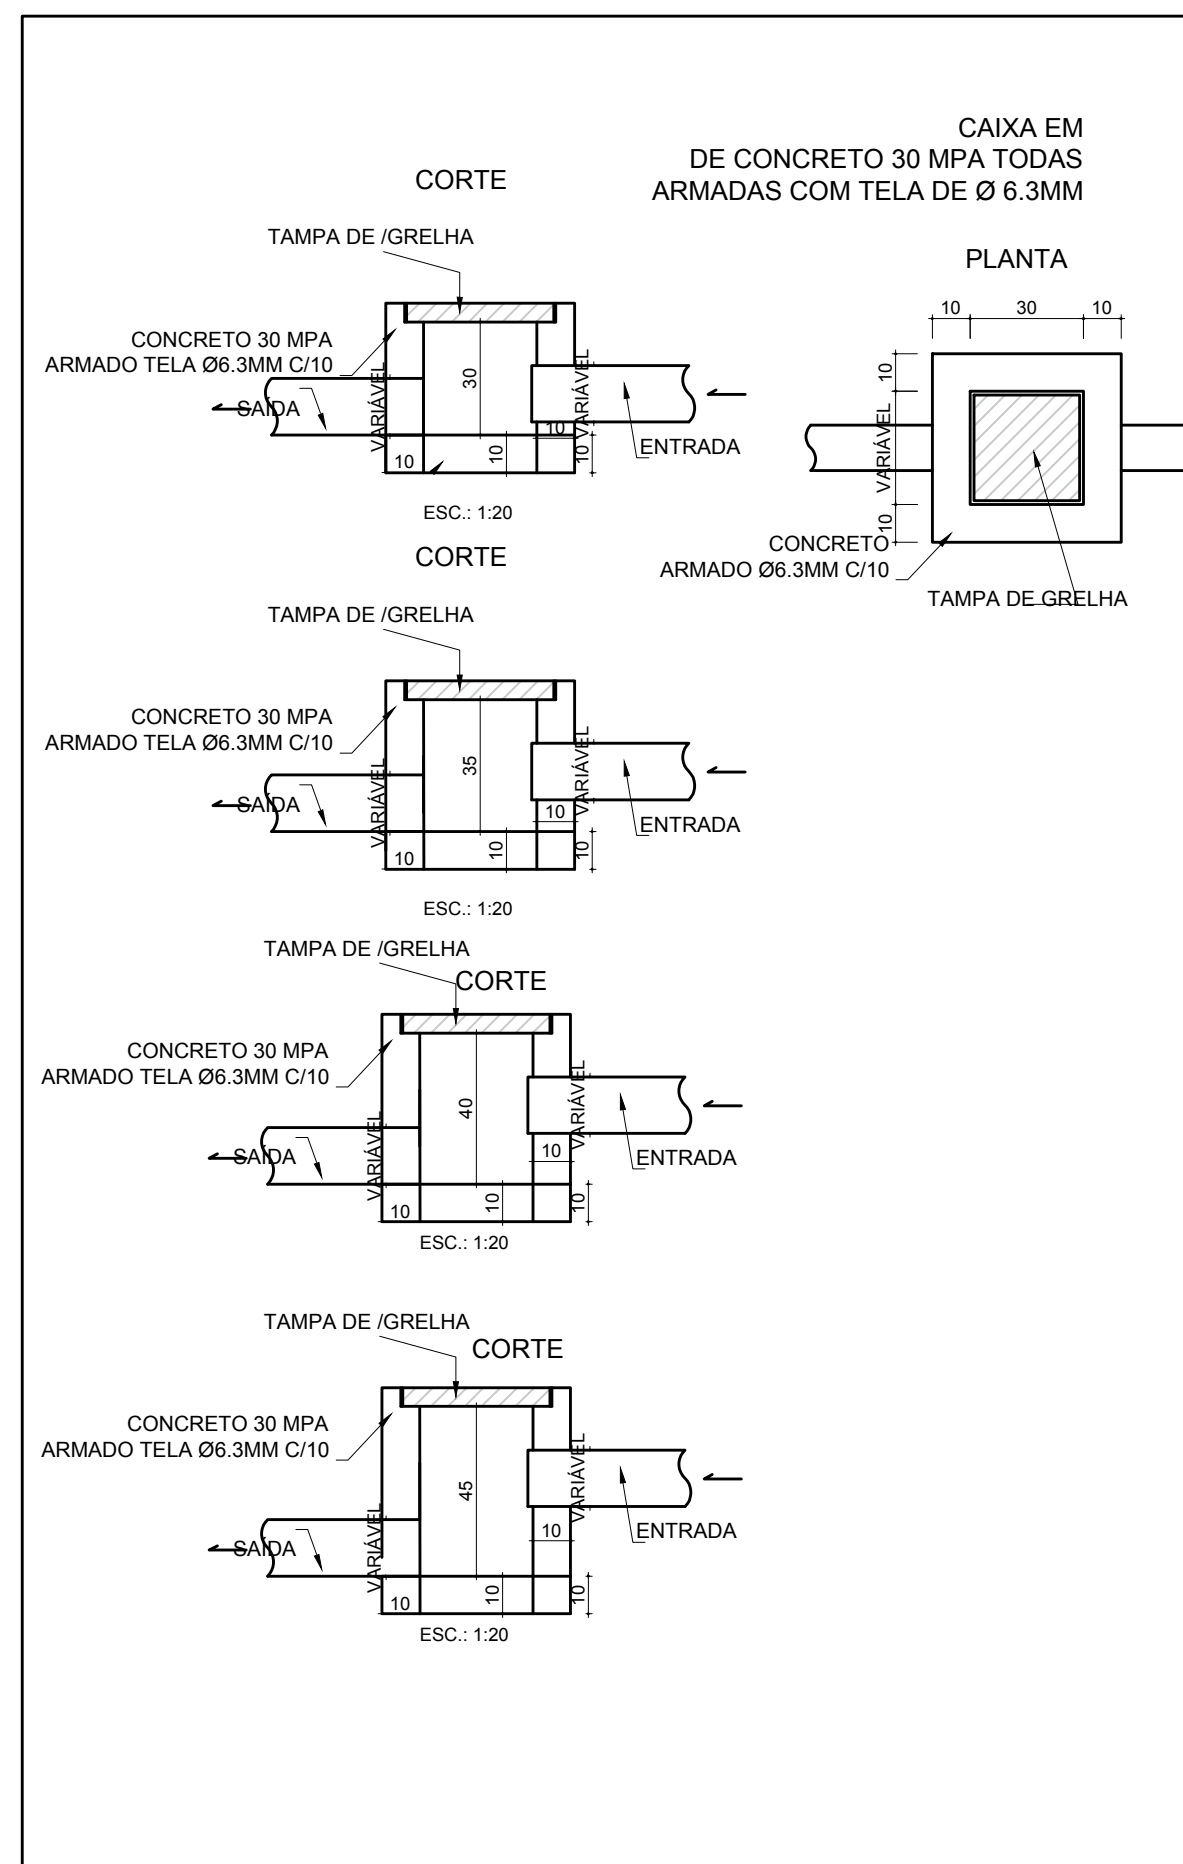 CAIXA EM
DE CONCRETO 30 MPA TODAS
ARMADAS COM TELA DE Ø 6.3MM
CORTE
TAMPA DE /GRELHA
CONCRETO 30 MPA
ARMADO TELA Ø6.3MM C/10
30
VARIÁVEL
VARIÁVEL
SAÍDA
10
ENTRADA
10
10
10
ESC.: 1:20
PLANTA
10
30
10
10
VARIÁVEL
10
CONCRETO
ARMADO Ø6.3MM C/10
TAMPA DE GRELHA
CORTE
TAMPA DE /GRELHA
CONCRETO 30 MPA
ARMADO TELA Ø6.3MM C/10
35
VARIÁVEL
VARIÁVEL
SAÍDA
10
ENTRADA
10
10
10
ESC.: 1:20
TAMPA DE /GRELHA
CORTE
CONCRETO 30 MPA
ARMADO TELA Ø6.3MM C/10
40
VARIÁVEL
VARIÁVEL
SAÍDA
10
ENTRADA
10
10
10
ESC.: 1:20
TAMPA DE /GRELHA
CORTE
CONCRETO 30 MPA
ARMADO TELA Ø6.3MM C/10
45
VARIÁVEL
VARIÁVEL
SAÍDA
10
ENTRADA
10
10
10
ESC.: 1:20